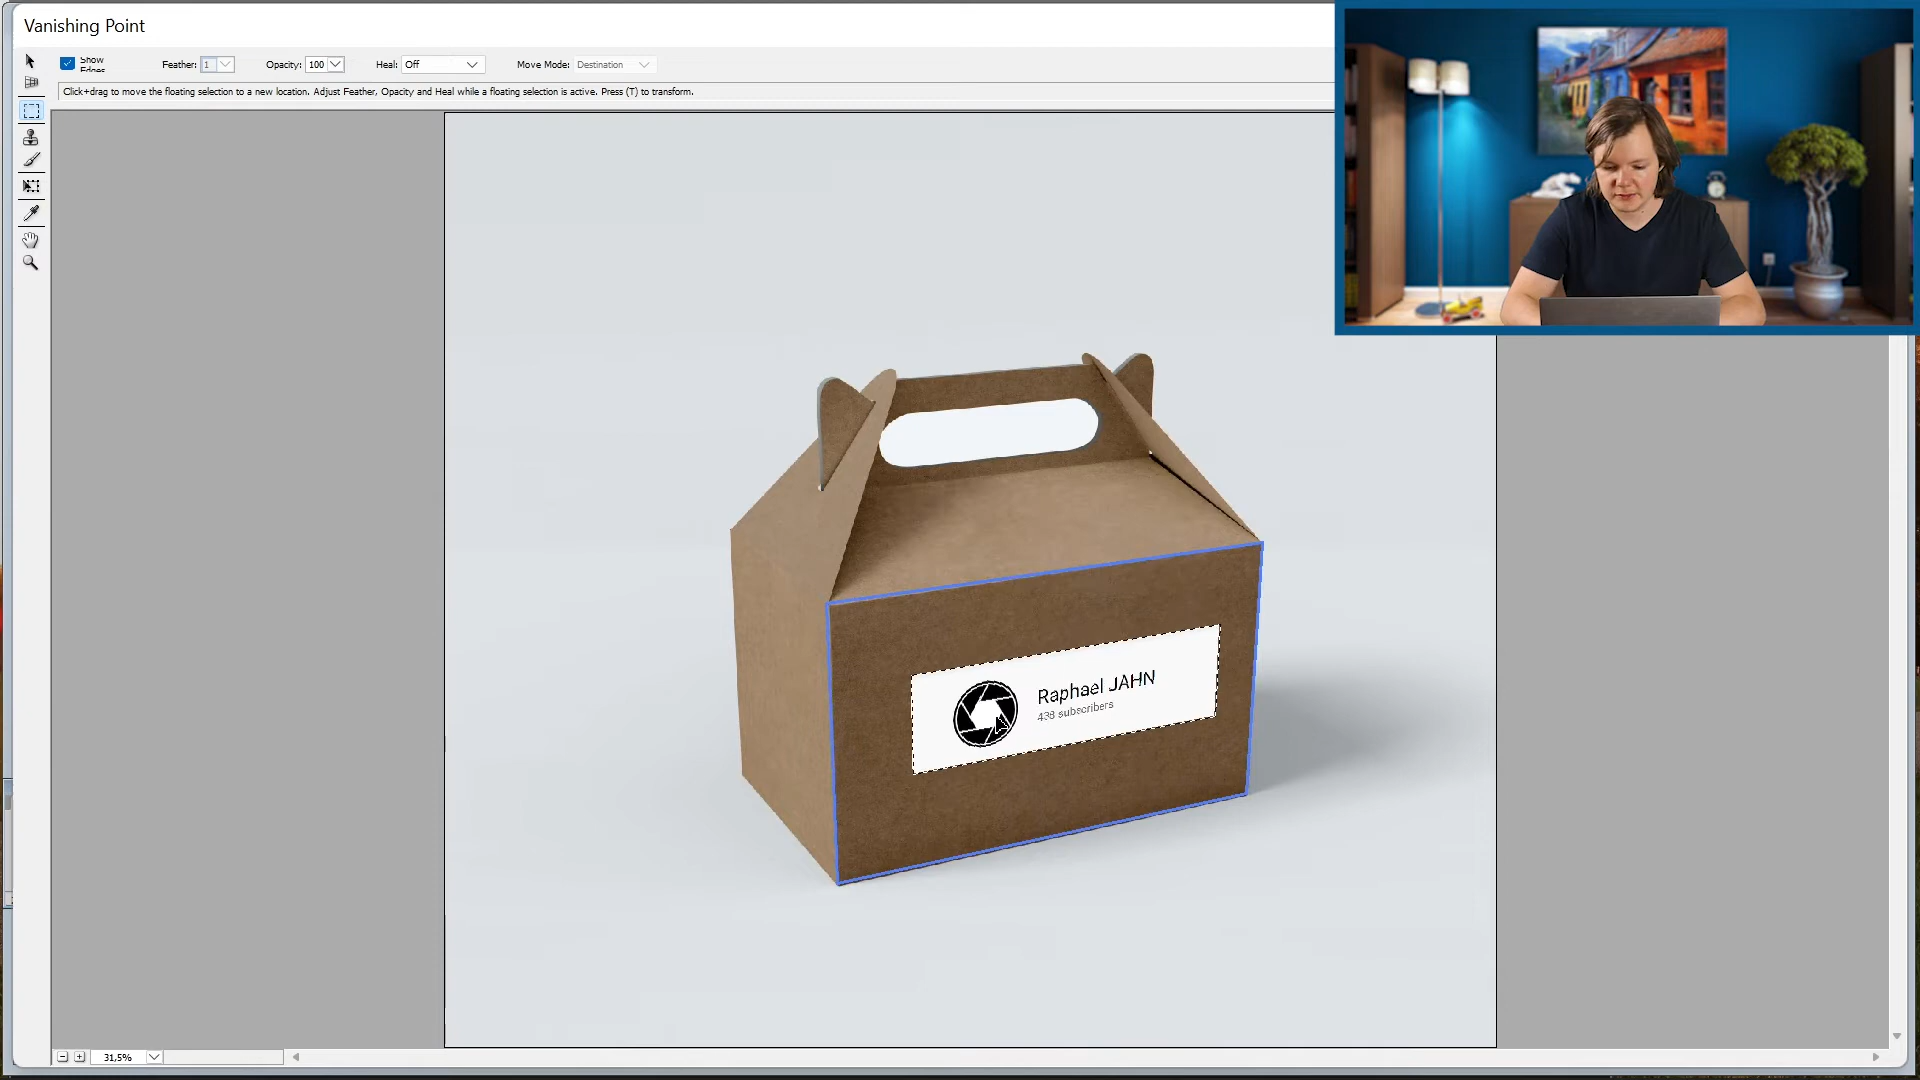 Vanishing Point
Show
Edges
Feather: 1
Opacity: 100
Heal: Off
Move Mode: Destination
Click+drag to move the floating selection to a new location. Adjust Feather, Opacity and Heal while a floating selection is active. Press (T) to transform.
Raphael JAHN
438 subscribers
31,5%